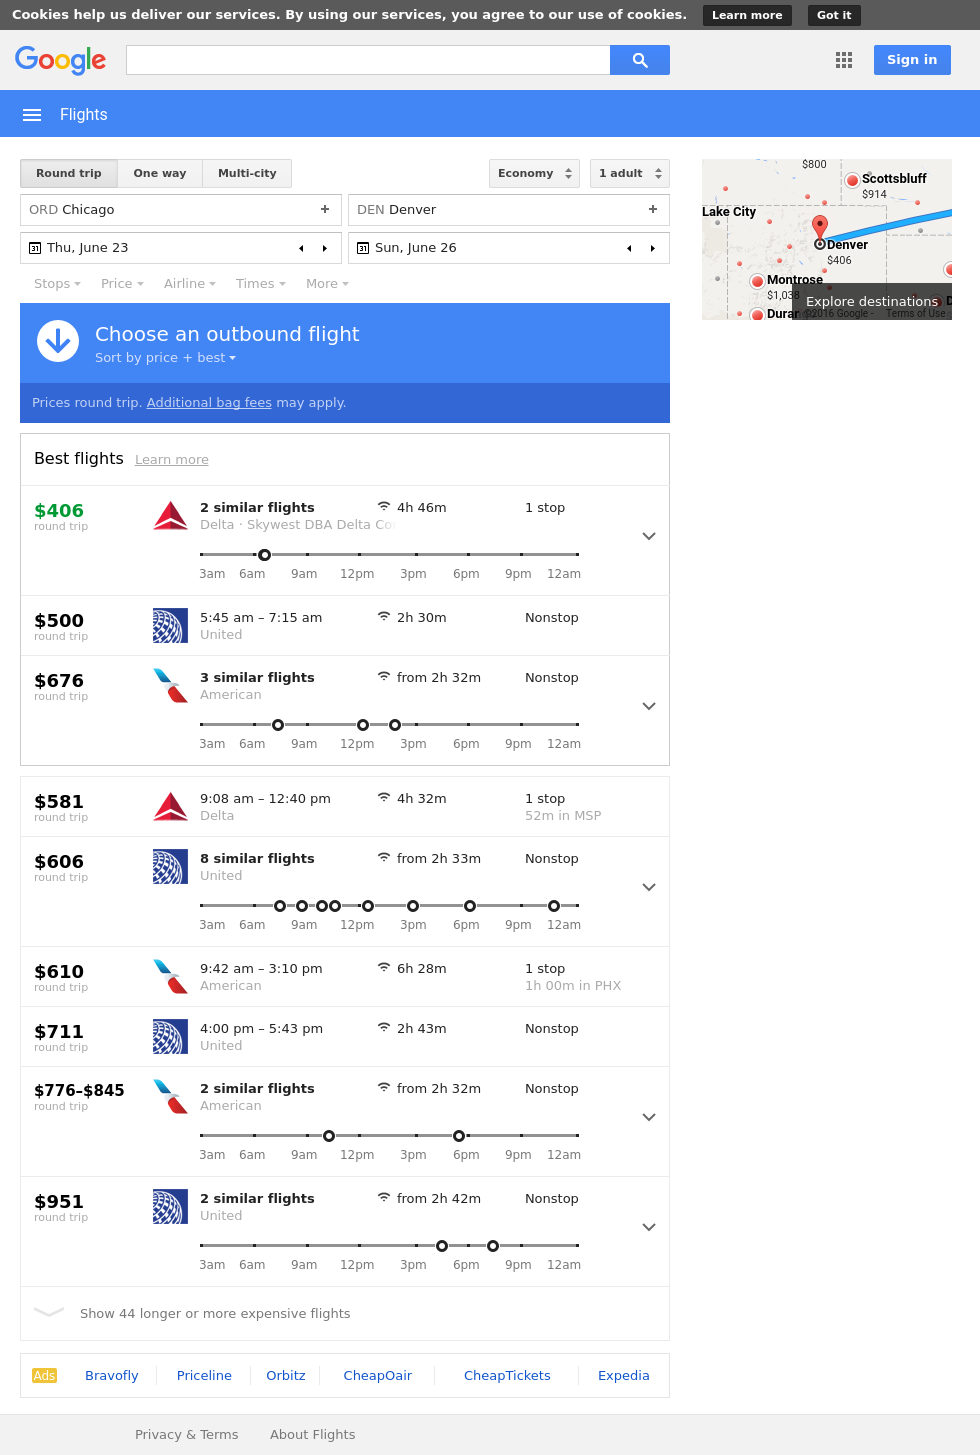 Cookies help us deliver our services. By using our services, you agree to our use of cookies. Learn more Got it
Google
Sign in
Flights
Round trip One way Multi-city Economy 1 adult
ORD Chicago + DEN Denver +
31 Thu, June 23 31 Sun, June 26
Stops Price Airline Times More
Choose an outbound flight
Sort by price + best
Prices round trip. Additional bag fees may apply.
$800
Scottsbluff
$914
Lake City
Denver
$406
Montrose
$1,038
Explore destinations
©2016 Google - Terms of Use
Best flights Learn more
$406 2 similar flights 4h 46m 1 stop
round trip Delta · Skywest DBA Delta
3am 6am 9am 12pm 3pm 6pm 9pm 12am
$500 5:45 am – 7:15 am 2h 30m Nonstop
round trip United
$676 3 similar flights from 2h 32m Nonstop
round trip American
3am 6am 9am 12pm 3pm 6pm 9pm 12am
$581 9:08 am – 12:40 pm 4h 32m 1 stop
round trip Delta 52m in MSP
$606 8 similar flights from 2h 33m Nonstop
round trip United
3am 6am 9am 12pm 3pm 6pm 9pm 12am
$610 9:42 am – 3:10 pm 6h 28m 1 stop
round trip American 1h 00m in PHX
$711 4:00 pm – 5:43 pm 2h 43m Nonstop
round trip United
$776–$845 2 similar flights from 2h 32m Nonstop
round trip American
3am 6am 9am 12pm 3pm 6pm 9pm 12am
$951 2 similar flights from 2h 42m Nonstop
round trip United
3am 6am 9am 12pm 3pm 6pm 9pm 12am
Show 44 longer or more expensive flights
Ads Bravofly Priceline Orbitz CheapOair CheapTickets Expedia
Privacy & Terms About Flights